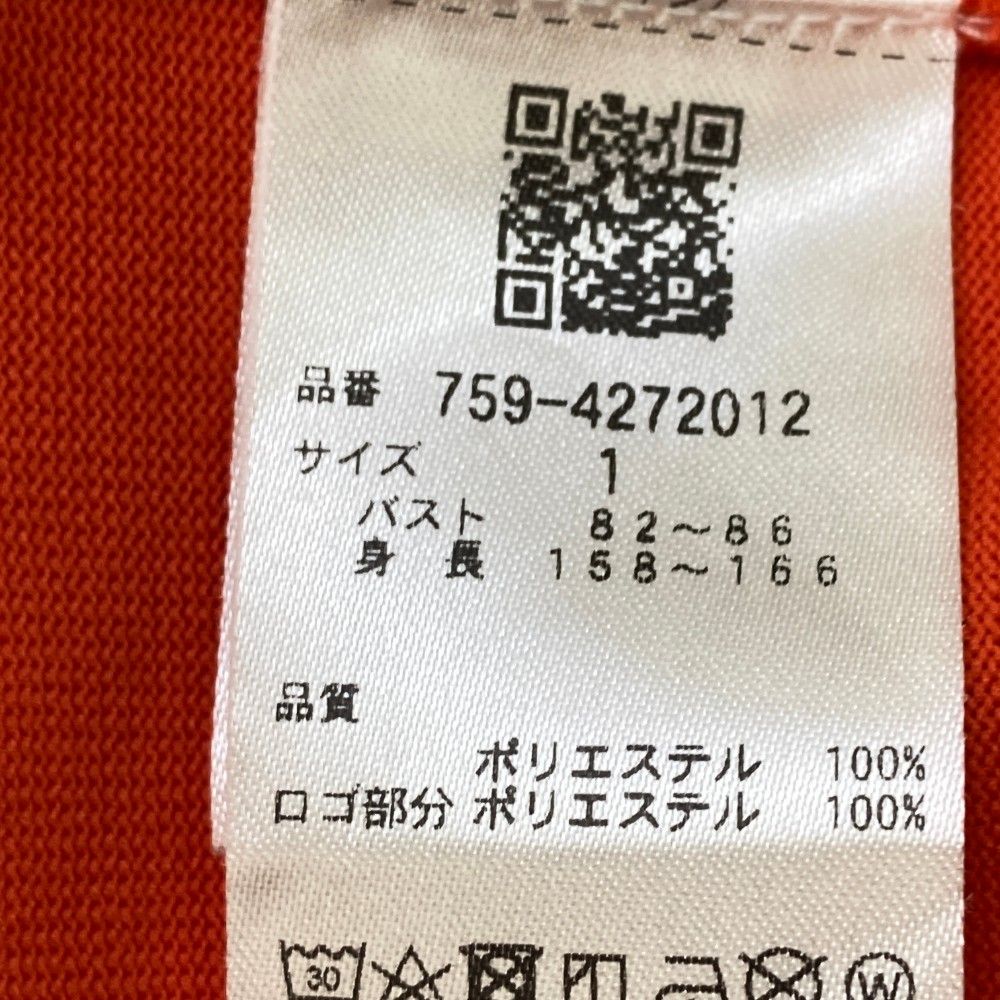 品番 759-4272012
サイズ 1
バスト 82～86
身長 158～166
品質
ポリエステル 100%
ロゴ部分 ポリエステル 100%
30
W